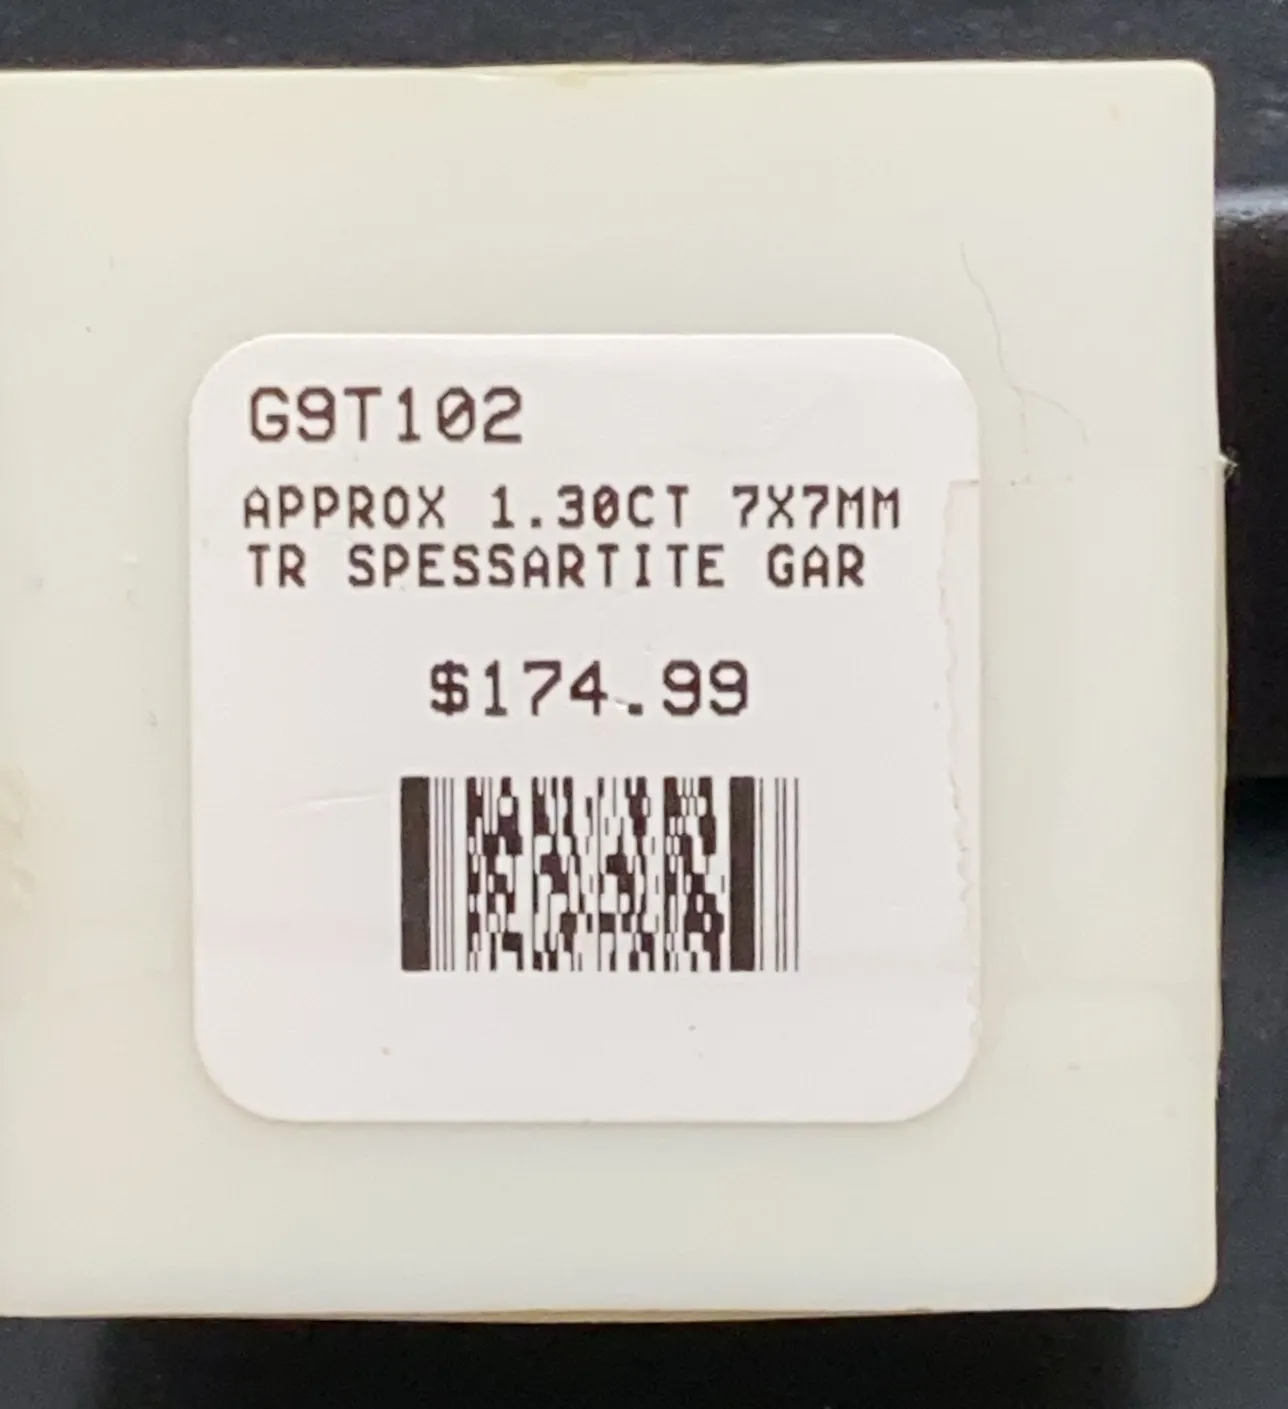 G9T102
APPROX 1.30CT 7X7MM
TR SPESSARTITE GAR
$174.99